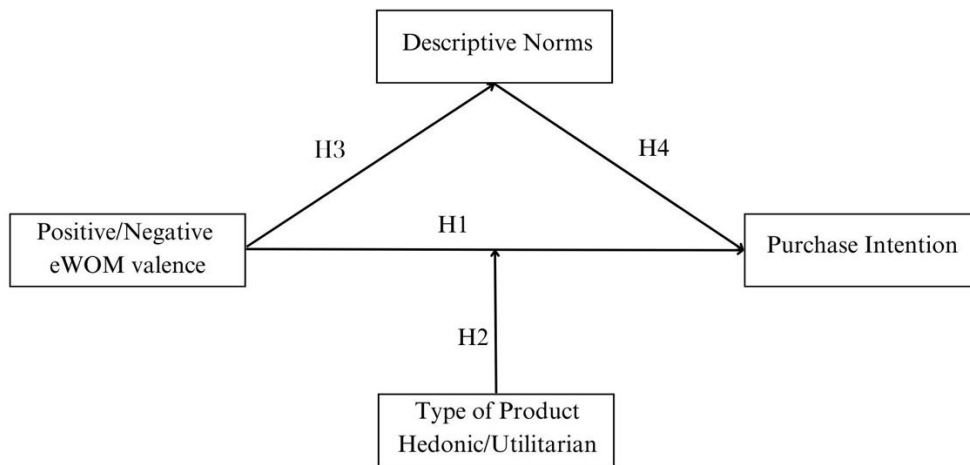 Descriptive Norms
H3
H4
H1
Positive/Negative
eWOM valence
Purchase Intention
H2
Type of Product
Hedonic/Utilitarian